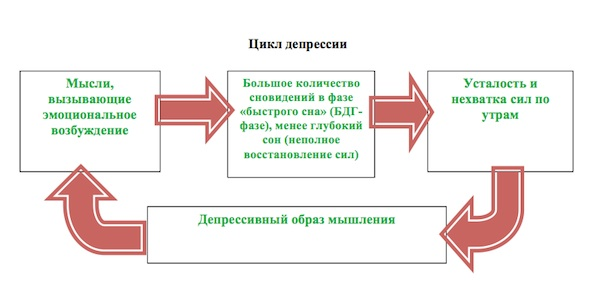 Цикл депрессии
Мысли,
вызывающие
эмоциональное
возбуждение
Большое количество
сновидений в фазе
«быстрого сна» (БДГ-
фазе), менее глубокий
сон (неполное
восстановление сил)
Усталость и
нехватка сил по
утрам
Депрессивный образ мышления